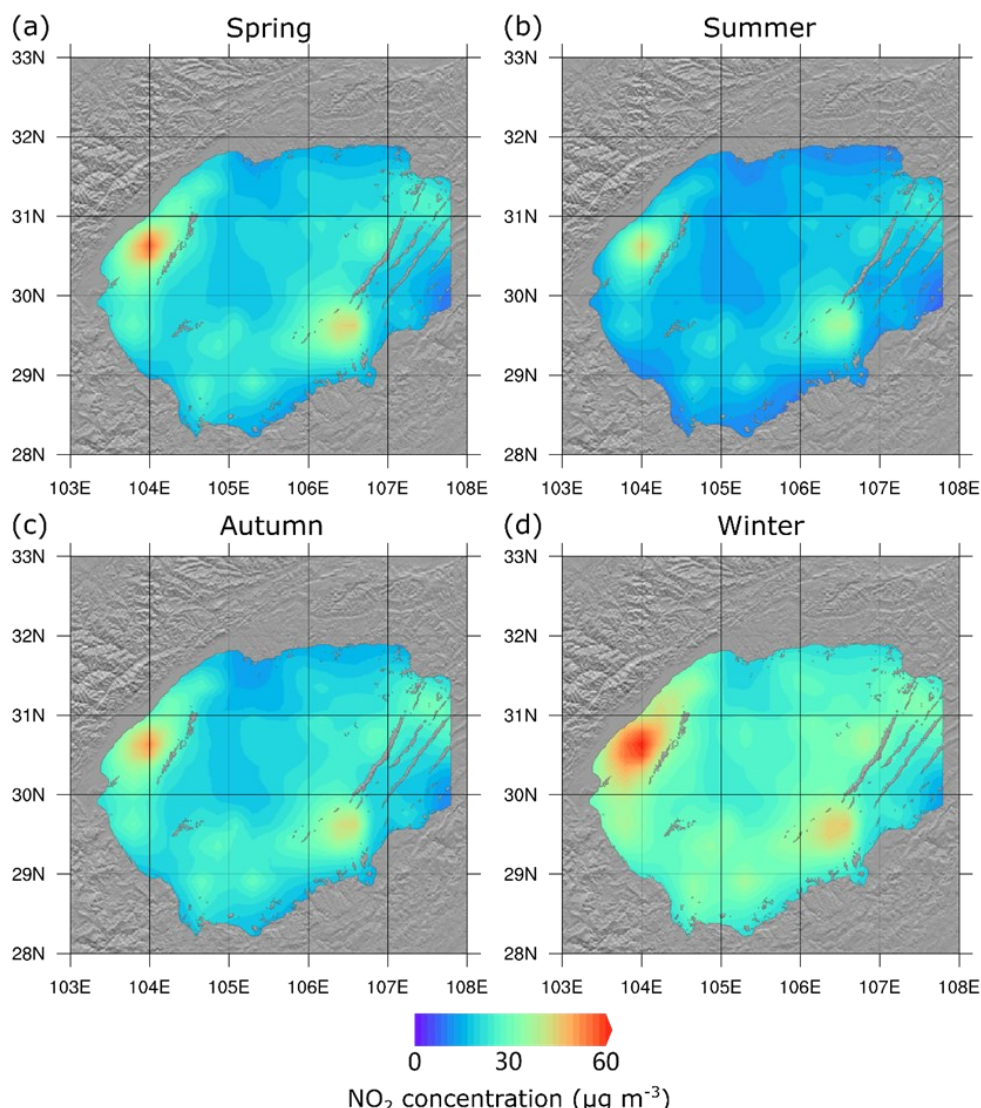 (a) Spring (b) Summer
33N 33N
32N 32N
31N 31N
30N 30N
29N 29N
28N 28N
103E 104E 105E 106E 107E 108E 103E 104E 105E 106E 107E 108E
(c) Autumn (d) Winter
33N 33N
32N 32N
31N 31N
30N 30N
29N 29N
28N 28N
103E 104E 105E 106E 107E 108E 103E 104E 105E 106E 107E 108E
0 30 60
NO₂ concentration (μg m⁻³)